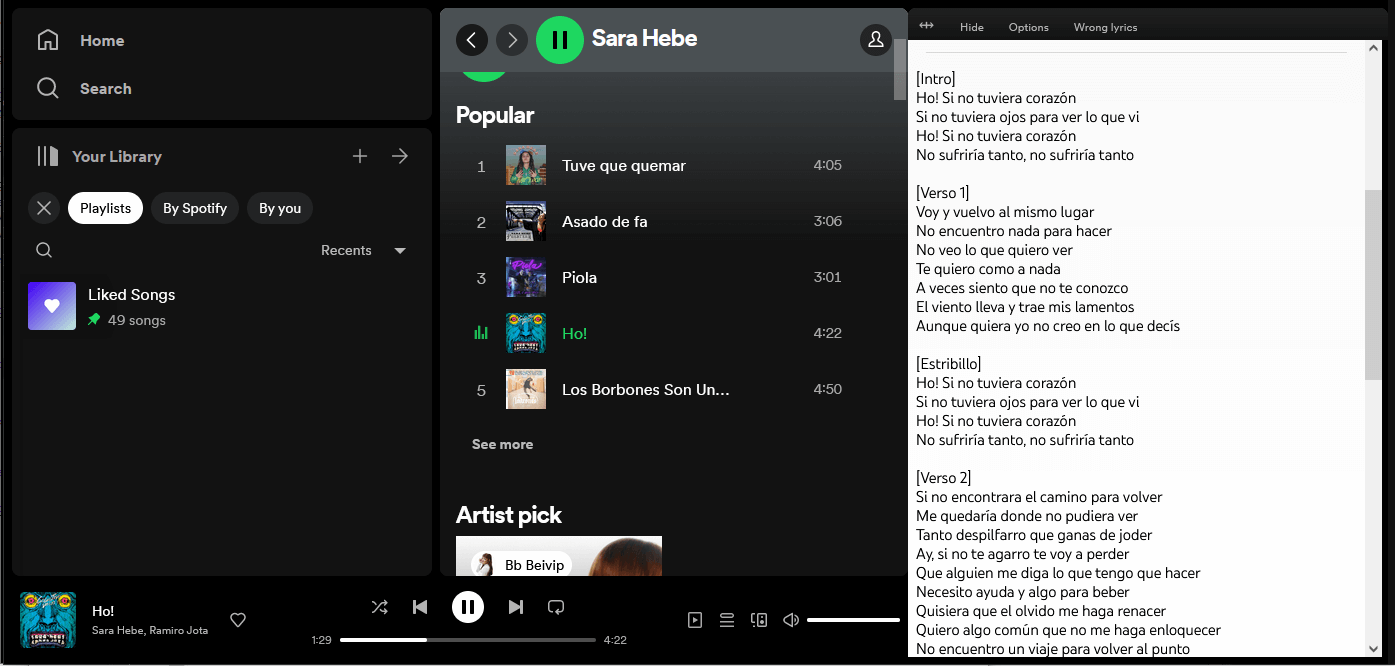 Home
Search
Your Library
Playlists
By Spotify
By you
Recents
Liked Songs
49 songs
Sara Hebe
Popular
1 Tuve que quemar 4:05
2 Asado de fa 3:06
3 Piola 3:01
Ho! 4:22
5 Los Borbones Son Un... 4:50
See more
Artist pick
Bb Beivip
Hide Options Wrong lyrics
[Intro]
Ho! Si no tuviera corazón
Si no tuviera ojos para ver lo que vi
Ho! Si no tuviera corazón
No sufriría tanto, no sufriría tanto
[Verso 1]
Voy y vuelvo al mismo lugar
No encuentro nada para hacer
No veo lo que quiero ver
Te quiero como a nada
A veces siento que no te conozco
El viento lleva y trae mis lamentos
Aunque quiera yo no creo en lo que decís
[Estribillo]
Ho! Si no tuviera corazón
Si no tuviera ojos para ver lo que vi
Ho! Si no tuviera corazón
No sufriría tanto, no sufriría tanto
[Verso 2]
Si no encontrara el camino para volver
Me quedaría donde no pudiera ver
Tanto despilfarro que ganas de joder
Ay, si no te agarro te voy a perder
Que alguien me diga lo que tengo que hacer
Necesito ayuda y algo para beber
Quisiera que el olvido me haga renacer
Quiero algo común que no me haga enloquecer
No encuentro un viaje para volver al punto
Ho!
Sara Hebe, Ramiro Jota
1:29
4:22